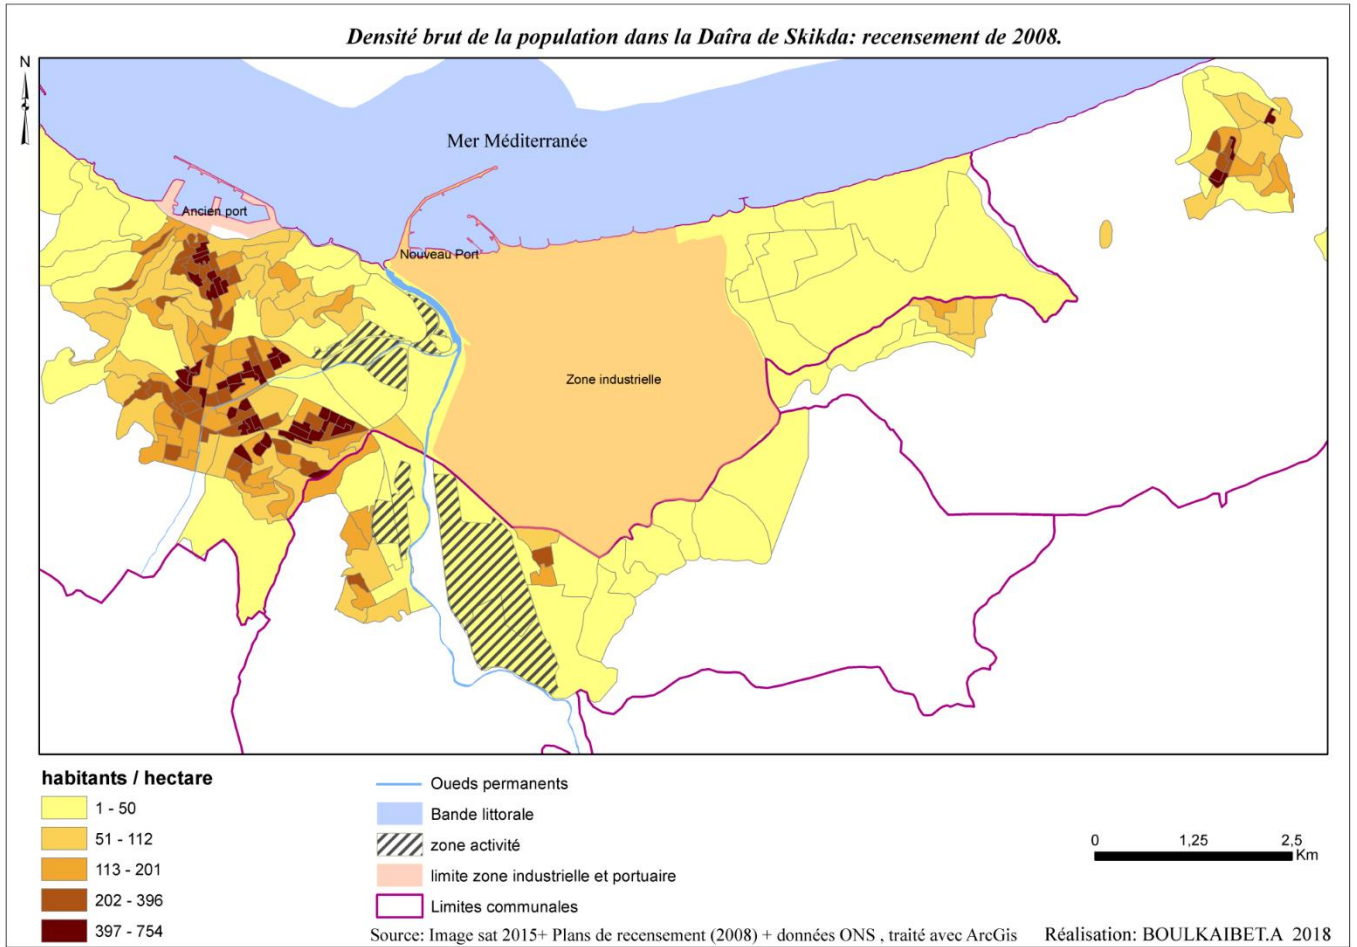 Densité brut de la population dans la Daîra de Skikda: recensement de 2008.
N
Mer Méditerranée
Ancien port
Nouveau Port
Zone industrielle
habitants / hectare
1 - 50
51 - 112
113 - 201
202 - 396
397 - 754
Oueds permanents
Bande littorale
zone activité
limite zone industrielle et portuaire
Limites communales
0 1,25 2,5
Km
Source: Image sat 2015+ Plans de recensement (2008) + données ONS , traité avec ArcGis
Réalisation: BOULKAIBET.A 2018